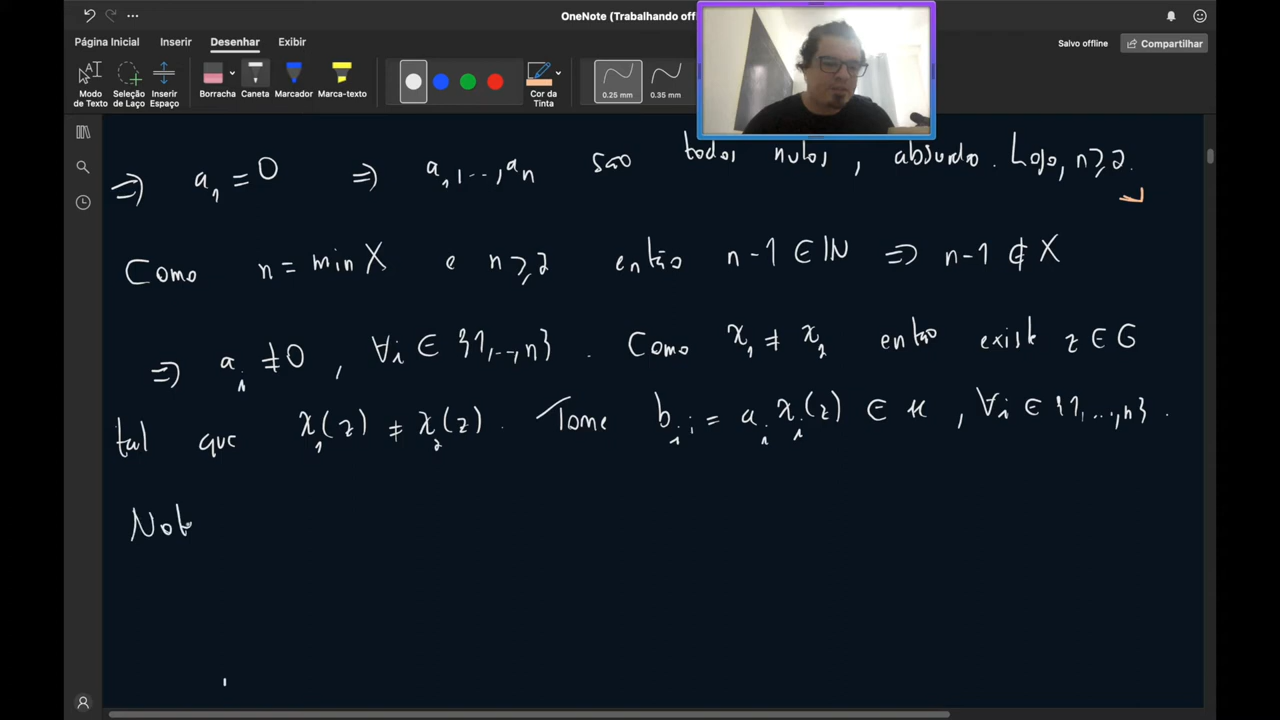 OneNote (Trabalhando off
Página Inicial Inserir Desenhar Exibir
Salvo offline Compartilhar
Modo de Texto Seleção de Laço Inserir Espaço Borracha Caneta Marcador Marca-texto Cor da Tinta 0.25 mm 0.35 mm
⇒ a₁ = 0 ⇒ a₁,...,aₙ são todos nulos, absurdo. Logo, n ≥ 2.
Como n = min X e n ≥ 2 então n-1 ∈ ℕ ⇒ n-1 ∉ X
⇒ aᵢ ≠ 0, ∀i ∈ {1,...,n}. Como χ₁ ≠ χ₂ então existe z ∈ G
tal que χ₁(z) ≠ χ₂(z). Tome bᵢ := aᵢ χᵢ(z) ∈ K, ∀i ∈ {1,...,n}.
Note